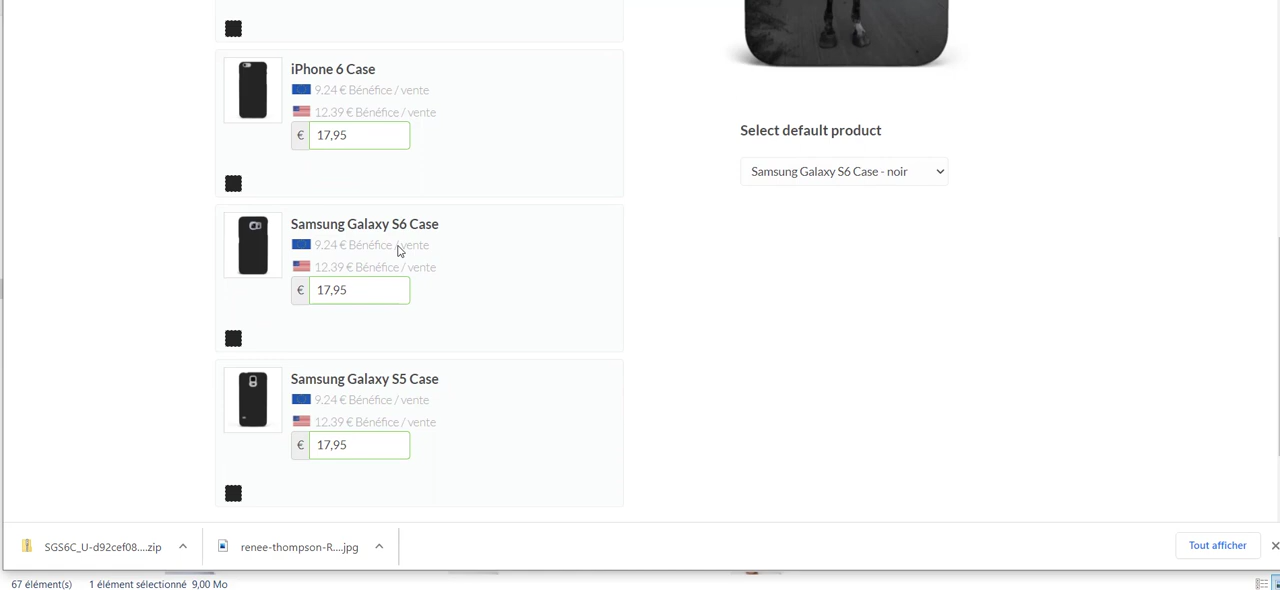 iPhone 6 Case
9.24 € Bénéfice / vente
12.39 € Bénéfice / vente
€ 17,95
Select default product
Samsung Galaxy S6 Case - noir
Samsung Galaxy S6 Case
9.24 € Bénéfice / vente
12.39 € Bénéfice / vente
€ 17,95
Samsung Galaxy S5 Case
9.24 € Bénéfice / vente
12.39 € Bénéfice / vente
€ 17,95
SGS6C_U-d92cef08....zip
renee-thompson-R....jpg
Tout afficher
67 élément(s) 1 élément sélectionné 9,00 Mo